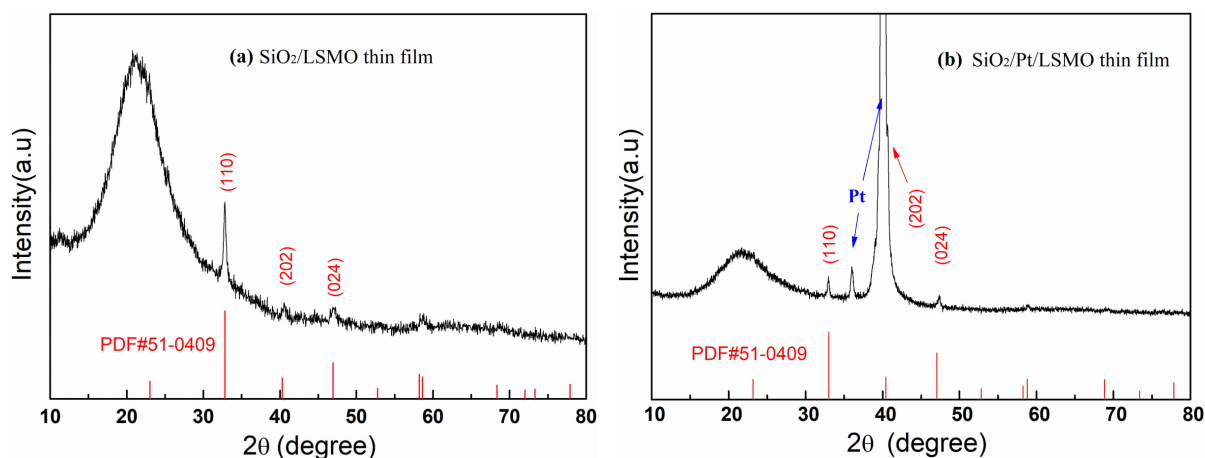 (a) SiO₂/LSMO thin film
Intensity(a.u)
(110)
(202)
(024)
PDF#51-0409
10 20 30 40 50 60 70 80
2θ (degree)
(b) SiO₂/Pt/LSMO thin film
Intensity(a.u)
Pt
(110)
(202)
(024)
PDF#51-0409
10 20 30 40 50 60 70 80
2θ (degree)